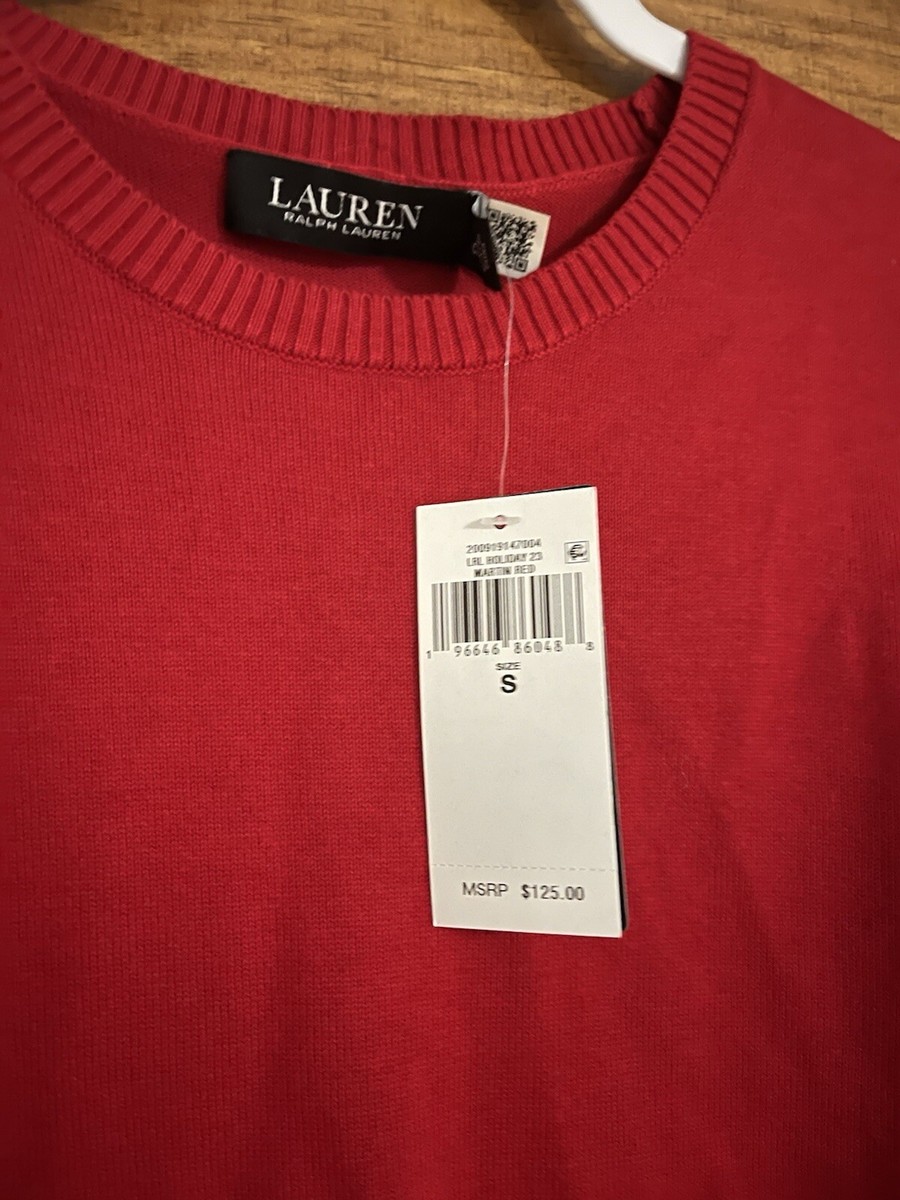 LAUREN
RALPH LAUREN
200919147004
LRL HOLIDAY 23
MARTIN RED
1 96646 86048 8
SIZE
S
MSRP $125.00